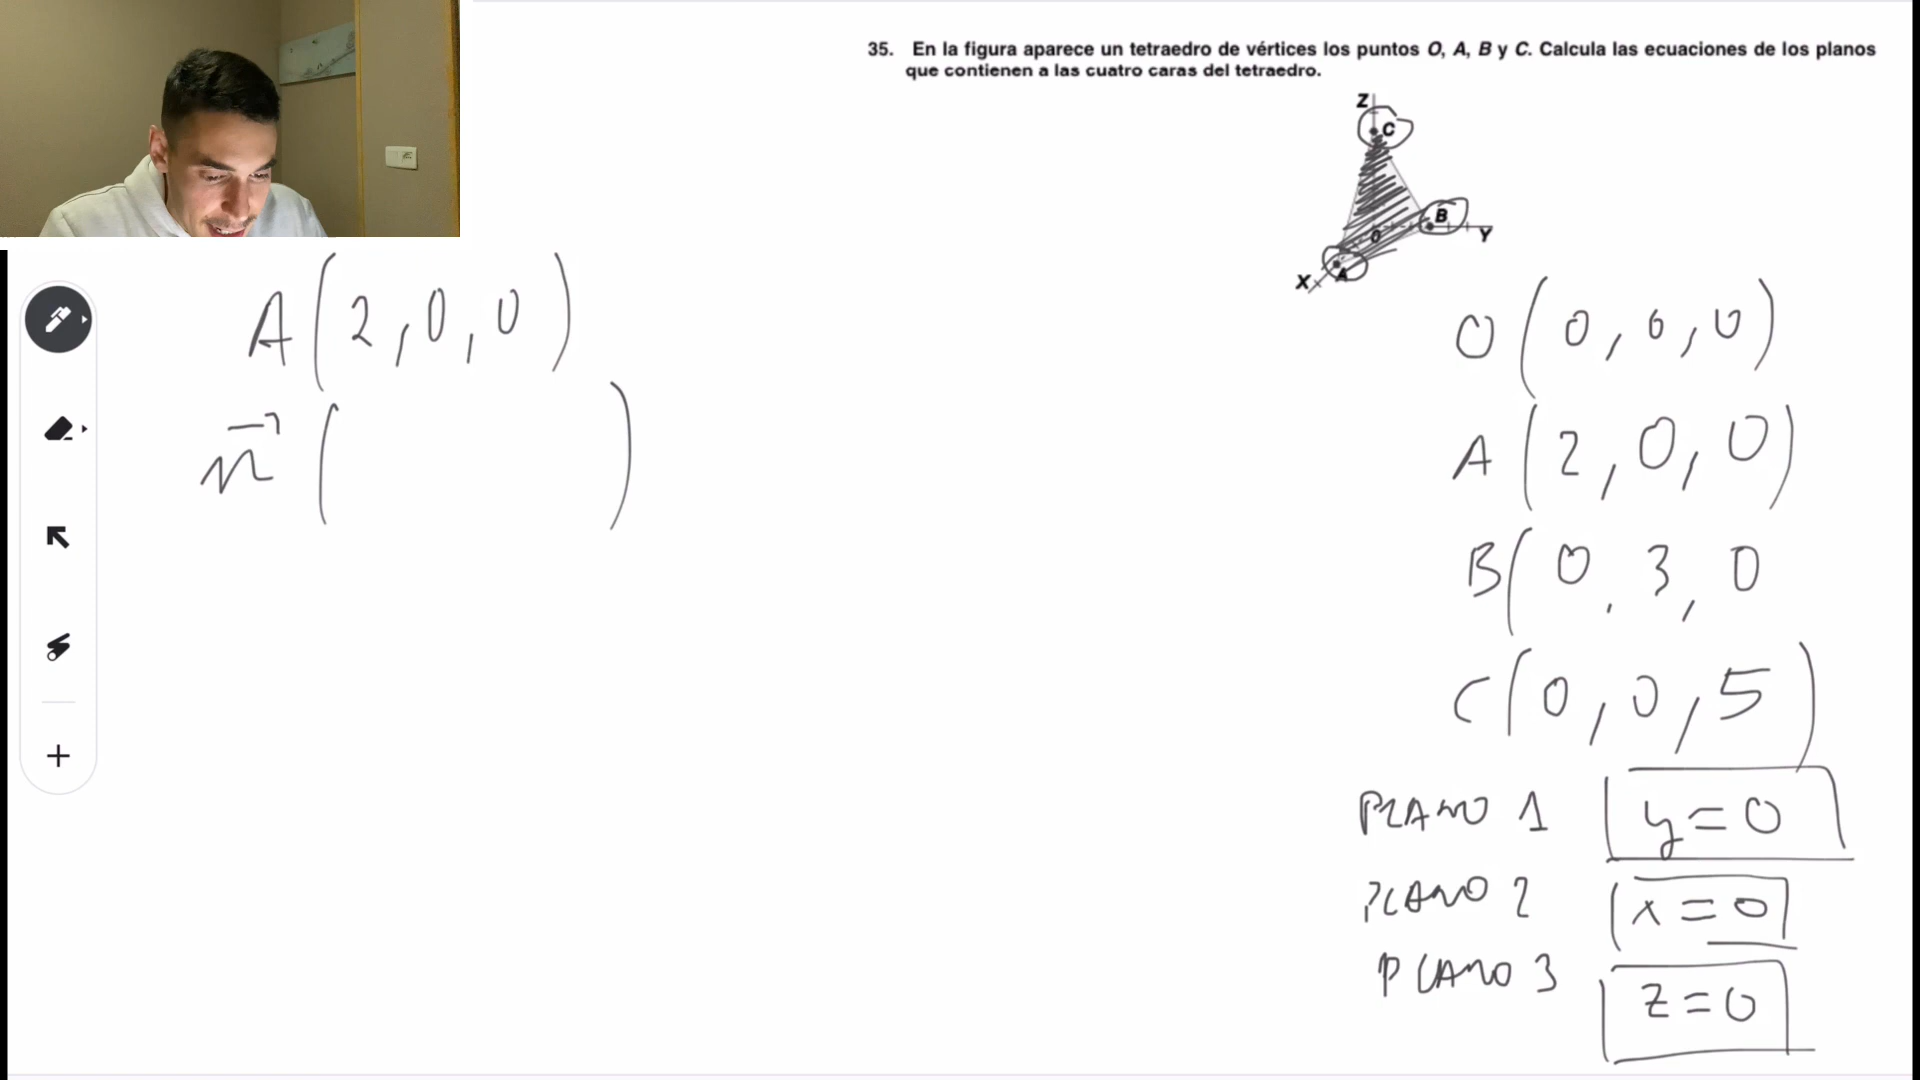 35. En la figura aparece un tetraedro de vértices los puntos O, A, B y C. Calcula las ecuaciones de los planos
que contienen a las cuatro caras del tetraedro.
Z
C
B
O
Y
A
X
A(2,0,0)
n⃗ ( )
O(0,0,0)
A(2,0,0)
B(0,3,0
C(0,0,5)
PLANO 1 y=0
PLANO 2 x=0
PLANO 3 z=0